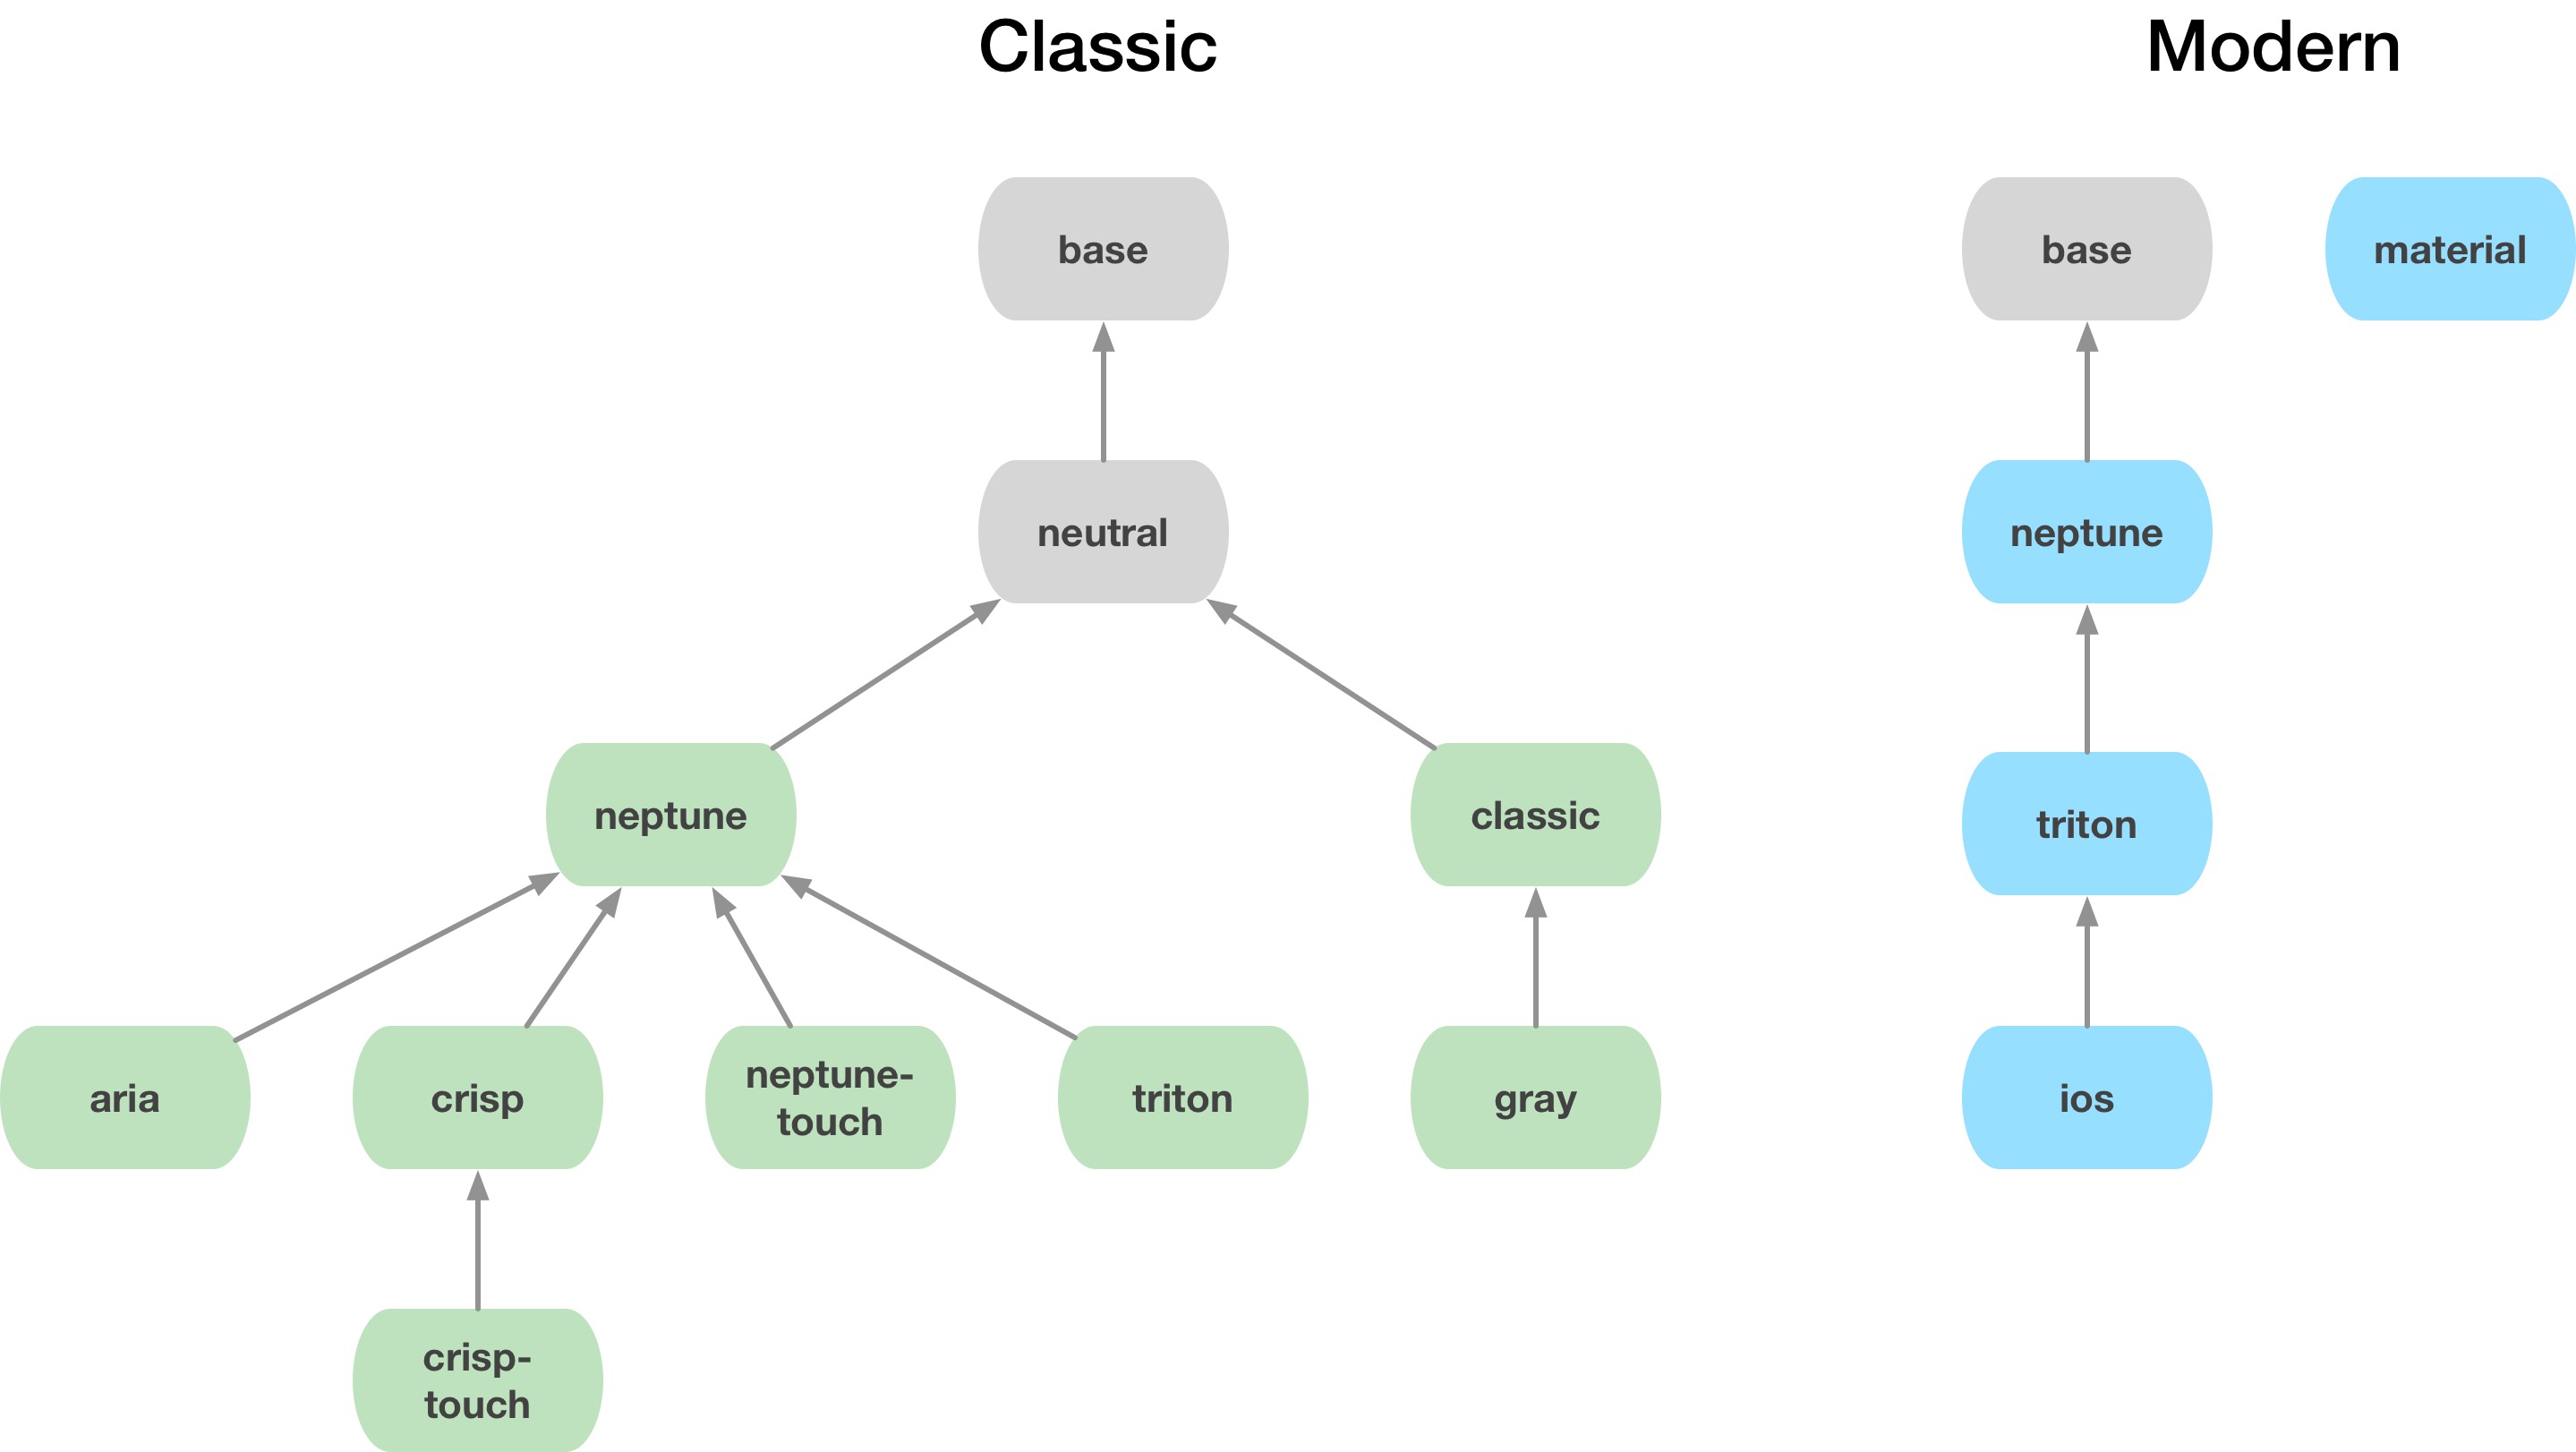 Classic
Modern
base
base
material
neutral
neptune
neptune
classic
triton
aria
crisp
neptune-
touch
triton
gray
ios
crisp-
touch